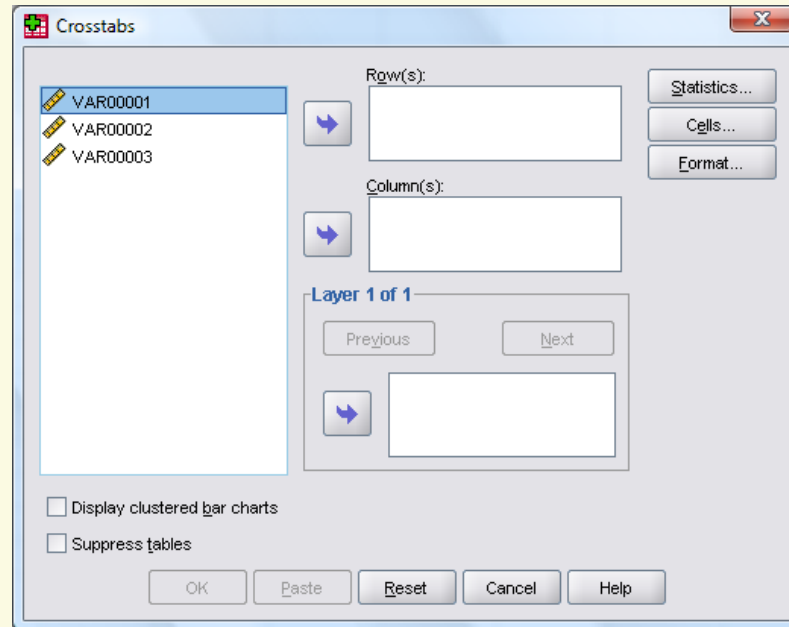 Crosstabs
X
VAR00001
VAR00002
VAR00003
Row(s):
Column(s):
Layer 1 of 1
Previous
Next
Statistics...
Cells...
Format...
Display clustered bar charts
Suppress tables
OK
Paste
Reset
Cancel
Help